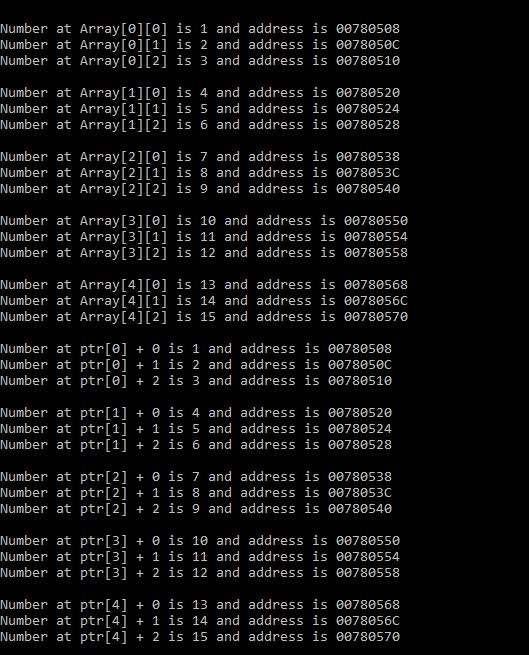 Number at Array[0][0] is 1 and address is 00780508
Number at Array[0][1] is 2 and address is 0078050C
Number at Array[0][2] is 3 and address is 00780510
Number at Array[1][0] is 4 and address is 00780520
Number at Array[1][1] is 5 and address is 00780524
Number at Array[1][2] is 6 and address is 00780528
Number at Array[2][0] is 7 and address is 00780538
Number at Array[2][1] is 8 and address is 0078053C
Number at Array[2][2] is 9 and address is 00780540
Number at Array[3][0] is 10 and address is 00780550
Number at Array[3][1] is 11 and address is 00780554
Number at Array[3][2] is 12 and address is 00780558
Number at Array[4][0] is 13 and address is 00780568
Number at Array[4][1] is 14 and address is 0078056C
Number at Array[4][2] is 15 and address is 00780570
Number at ptr[0] + 0 is 1 and address is 00780508
Number at ptr[0] + 1 is 2 and address is 0078050C
Number at ptr[0] + 2 is 3 and address is 00780510
Number at ptr[1] + 0 is 4 and address is 00780520
Number at ptr[1] + 1 is 5 and address is 00780524
Number at ptr[1] + 2 is 6 and address is 00780528
Number at ptr[2] + 0 is 7 and address is 00780538
Number at ptr[2] + 1 is 8 and address is 0078053C
Number at ptr[2] + 2 is 9 and address is 00780540
Number at ptr[3] + 0 is 10 and address is 00780550
Number at ptr[3] + 1 is 11 and address is 00780554
Number at ptr[3] + 2 is 12 and address is 00780558
Number at ptr[4] + 0 is 13 and address is 00780568
Number at ptr[4] + 1 is 14 and address is 0078056C
Number at ptr[4] + 2 is 15 and address is 00780570